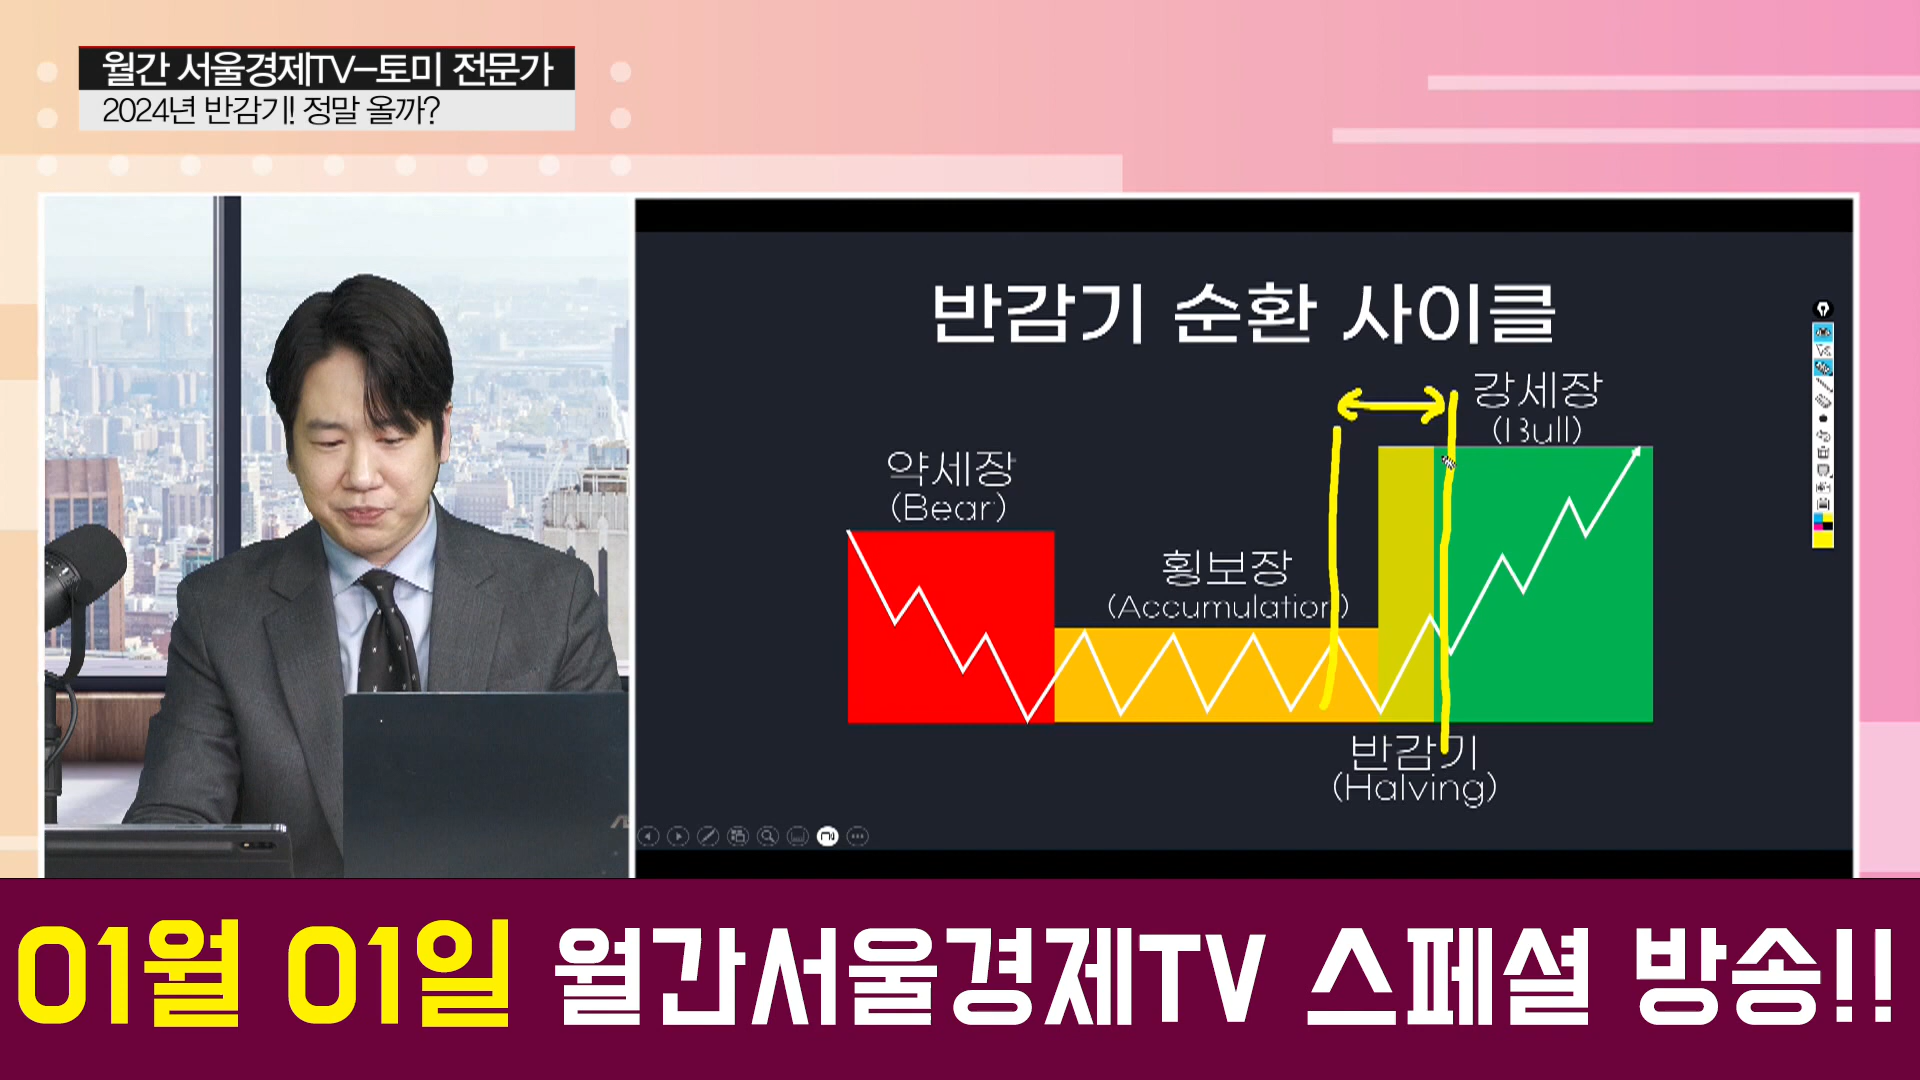 월간 서울경제TV-토미 전문가
2024년 반감기! 정말 올까?
반감기 순환 사이클
강세장
(Bull)
약세장
(Bear)
횡보장
(Accumulation)
반감기
(Halving)
01월 01일 월간서울경제TV 스페셜 방송!!